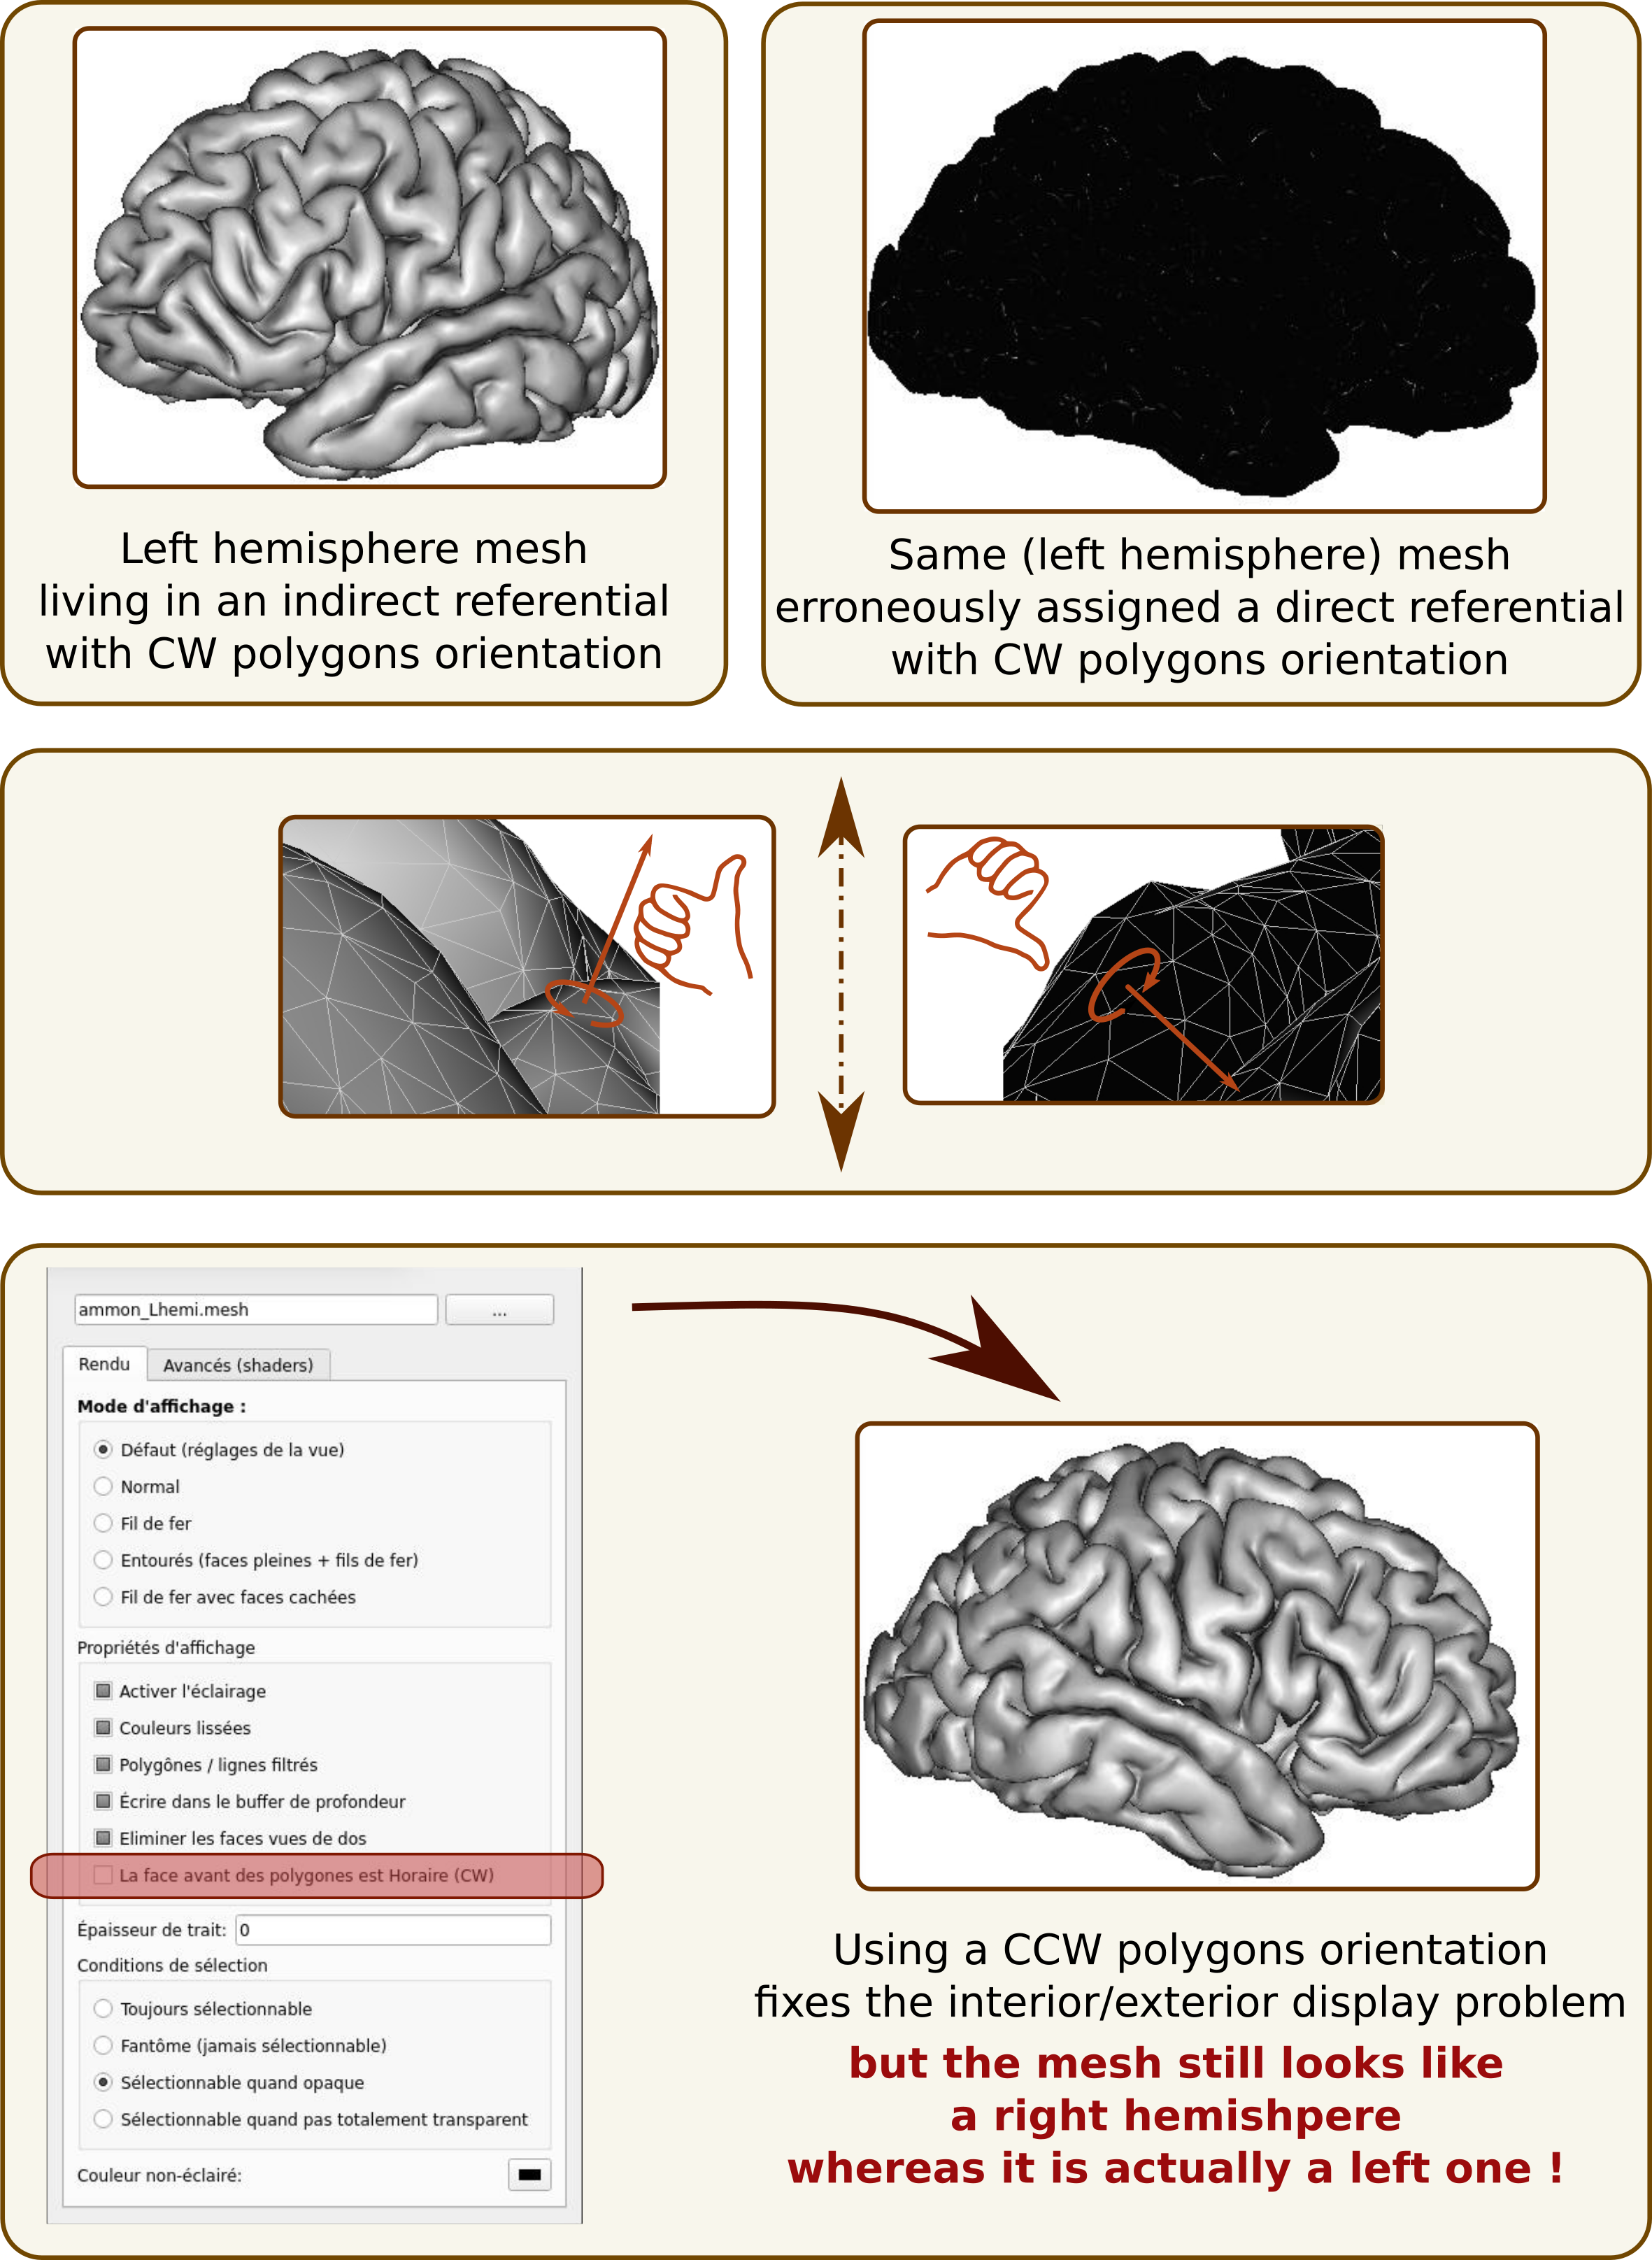 Left hemisphere mesh
living in an indirect referential
with CW polygons orientation
Same (left hemisphere) mesh
erroneously assigned a direct referential
with CW polygons orientation
ammon_Lhemi.mesh
...
Rendu
Avancés (shaders)
Mode d'affichage :
Défaut (réglages de la vue)
Normal
Fil de fer
Entourés (faces pleines + fils de fer)
Fil de fer avec faces cachées
Propriétés d'affichage
Activer l'éclairage
Couleurs lissées
Polygônes / lignes filtrés
Écrire dans le buffer de profondeur
Eliminer les faces vues de dos
La face avant des polygones est Horaire (CW)
Épaisseur de trait: 0
Conditions de sélection
Toujours sélectionnable
Fantôme (jamais sélectionnable)
Sélectionnable quand opaque
Sélectionnable quand pas totalement transparent
Couleur non-éclairé:
Using a CCW polygons orientation
fixes the interior/exterior display problem
but the mesh still looks like
a right hemishpere
whereas it is actually a left one !